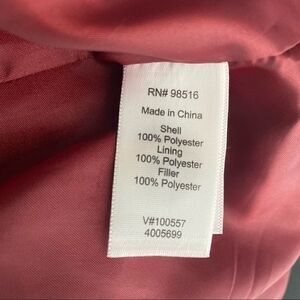 RN# 98516
Made in China
Shell
100% Polyester
Lining
100% Polyester
Filler
100% Polyester
V#100557
4005699